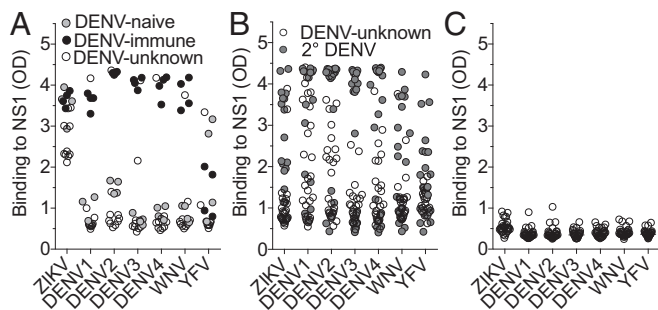 A
DENV-naive
DENV-immune
DENV-unknown
Binding to NS1 (OD)
5
4
3
2
1
0
ZIKV
DENV1
DENV2
DENV3
DENV4
WNV
YFV
B
DENV-unknown
2° DENV
Binding to NS1 (OD)
5
4
3
2
1
0
ZIKV
DENV1
DENV2
DENV3
DENV4
WNV
YFV
C
Binding to NS1 (OD)
5
4
3
2
1
0
ZIKV
DENV1
DENV2
DENV3
DENV4
WNV
YFV